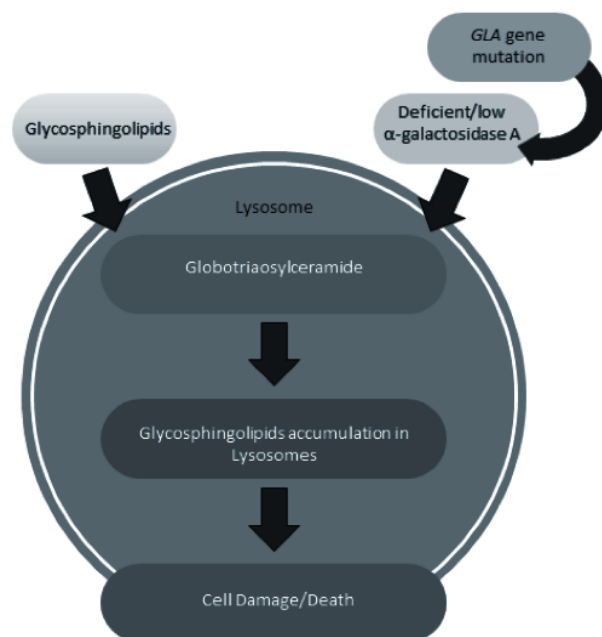 GLA gene
mutation
Glycosphingolipids
Deficient/low
α-galactosidase A
Lysosome
Globotriaosylceramide
Glycosphingolipids accumulation in
Lysosomes
Cell Damage/Death